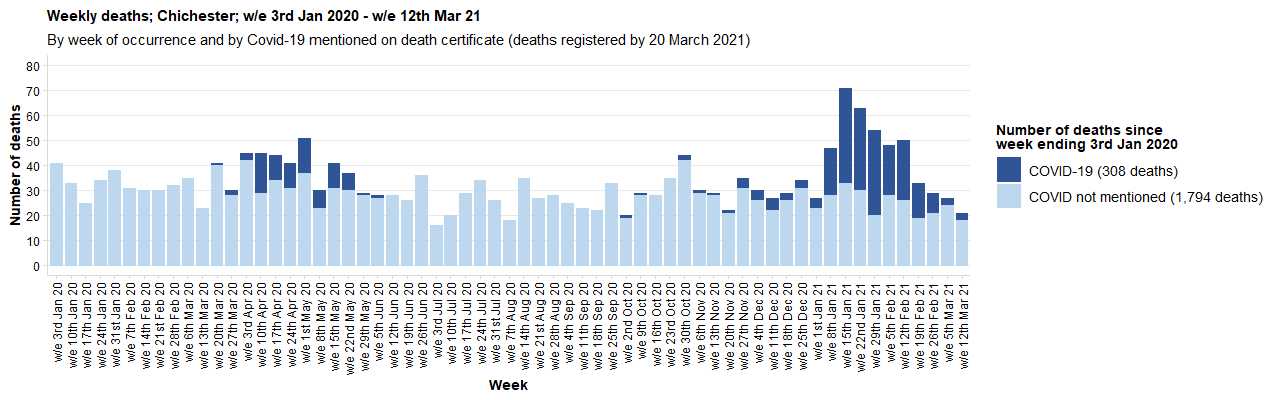 Weekly deaths; Chichester; w/e 3rd Jan 2020 - w/e 12th Mar 21
By week of occurrence and by Covid-19 mentioned on death certificate (deaths registered by 20 March 2021)
Number of deaths
80
70
60
50
40
30
20
10
0
w/e 3rd Jan 20
w/e 10th Jan 20
w/e 17th Jan 20
w/e 24th Jan 20
w/e 31st Jan 20
w/e 7th Feb 20
w/e 14th Feb 20
w/e 21st Feb 20
w/e 28th Feb 20
w/e 6th Mar 20
w/e 13th Mar 20
w/e 20th Mar 20
w/e 27th Mar 20
w/e 3rd Apr 20
w/e 10th Apr 20
w/e 17th Apr 20
w/e 24th Apr 20
w/e 1st May 20
w/e 8th May 20
w/e 15th May 20
w/e 22nd May 20
w/e 29th May 20
w/e 5th Jun 20
w/e 12th Jun 20
w/e 19th Jun 20
w/e 26th Jun 20
w/e 3rd Jul 20
w/e 10th Jul 20
w/e 17th Jul 20
w/e 24th Jul 20
w/e 31st Jul 20
w/e 7th Aug 20
w/e 14th Aug 20
w/e 21st Aug 20
w/e 28th Aug 20
w/e 4th Sep 20
w/e 11th Sep 20
w/e 18th Sep 20
w/e 25th Sep 20
w/e 2nd Oct 20
w/e 9th Oct 20
w/e 16th Oct 20
w/e 23rd Oct 20
w/e 30th Oct 20
w/e 6th Nov 20
w/e 13th Nov 20
w/e 20th Nov 20
w/e 27th Nov 20
w/e 4th Dec 20
w/e 11th Dec 20
w/e 18th Dec 20
w/e 25th Dec 20
w/e 1st Jan 21
w/e 8th Jan 21
w/e 15th Jan 21
w/e 22nd Jan 21
w/e 29th Jan 21
w/e 5th Feb 21
w/e 12th Feb 21
w/e 19th Feb 21
w/e 26th Feb 21
w/e 5th Mar 21
w/e 12th Mar 21
Week
Number of deaths since
week ending 3rd Jan 2020
COVID-19 (308 deaths)
COVID not mentioned (1,794 deaths)